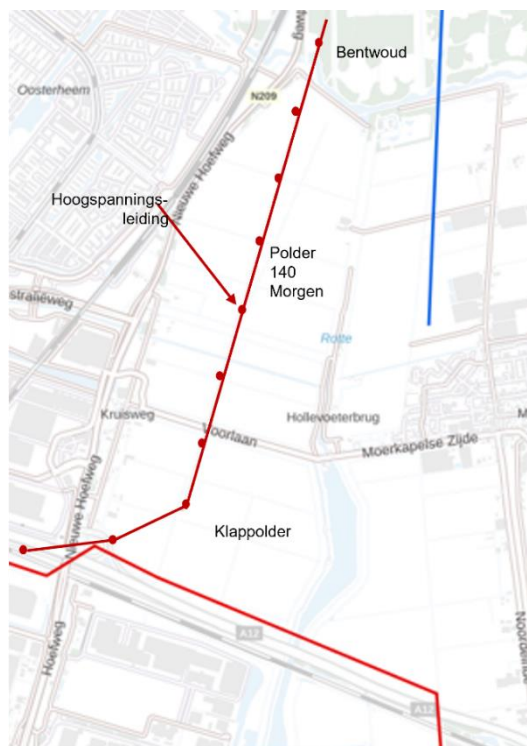 Bentwoud
Oosterheem
N209
Nieuwe Hoefweg
Hoogspannings-
leiding
Polder
140
Morgen
straliëweg
Rotte
Kruisweg
Voorlaan
Hollevoeterbrug
Moerkapelse Zijde
M
Nieuwe Hoefweg
Klappolder
A12
Hoefweg
A12